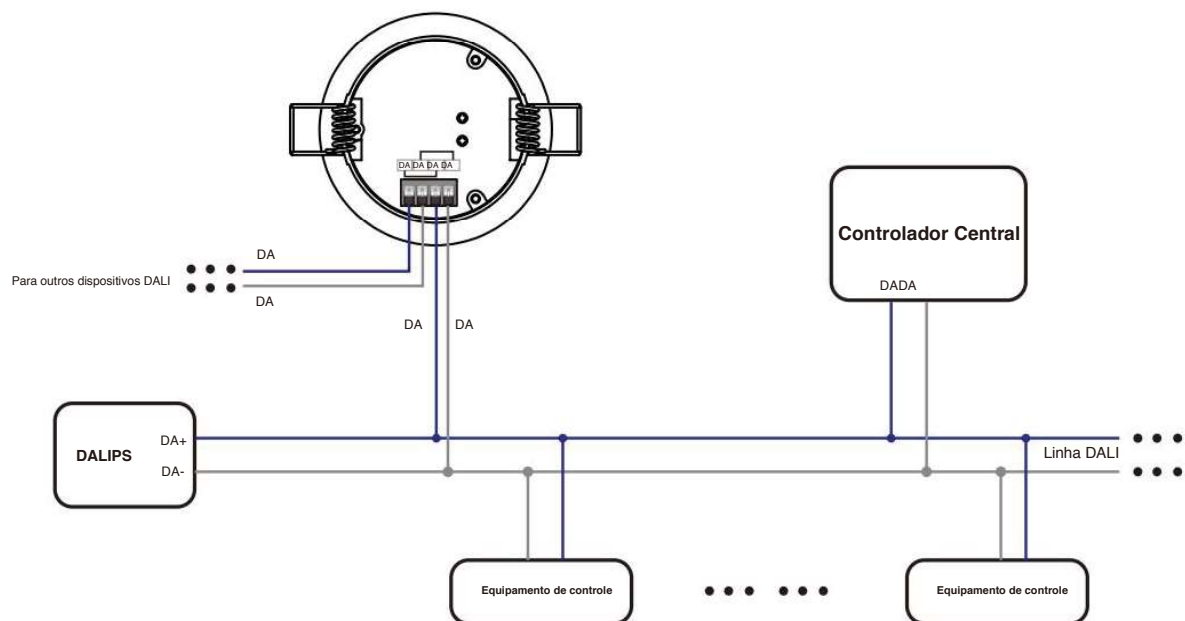 DA DA DA DA
DA
Para outros dispositivos DALI
DA
DA DA
Controlador Central
DADA
DALIPS
DA+
DA-
Linha DALI
Equipamento de controle
Equipamento de controle